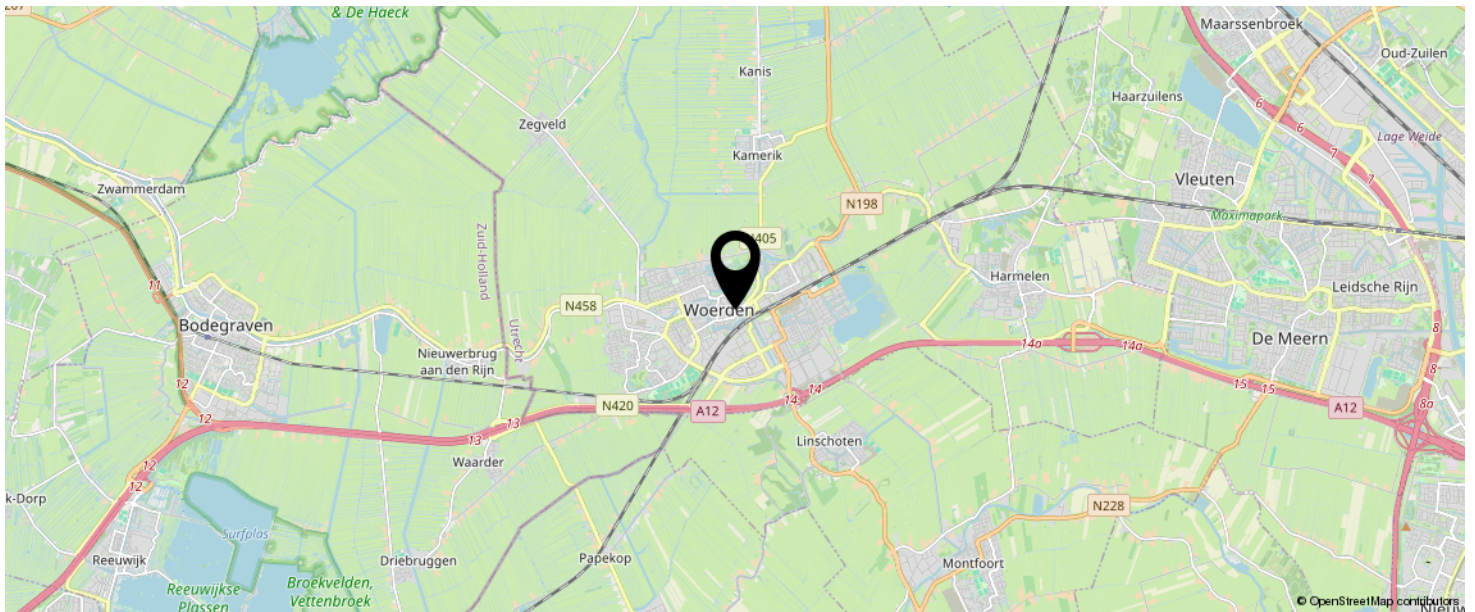 & De Haeck
Maarssenbroek
Oud-Zuilen
Kanis
Haarzuilens
6
6
7
7
Lage Weide
Zegveld
Kamerik
Zwammerdam
Vleuten
N198
Maximapark
Zuid-Holland
Utrecht
Harmelen
Leidsche Rijn
11
N458
Woerden
Bodegraven
8
De Meern
Nieuwerbrug
aan den Rijn
14a
14a
8
12
15
15
8a
N420
A12
14
14
A12
12
13
13
Linschoten
Waarder
12
12
k-Dorp
N228
Surfplas
Reeuwijk
Driebruggen
Papekop
Montfoort
Reeuwijkse
Plassen
Broekvelden,
Vettenbroek
© OpenStreetMap contributors